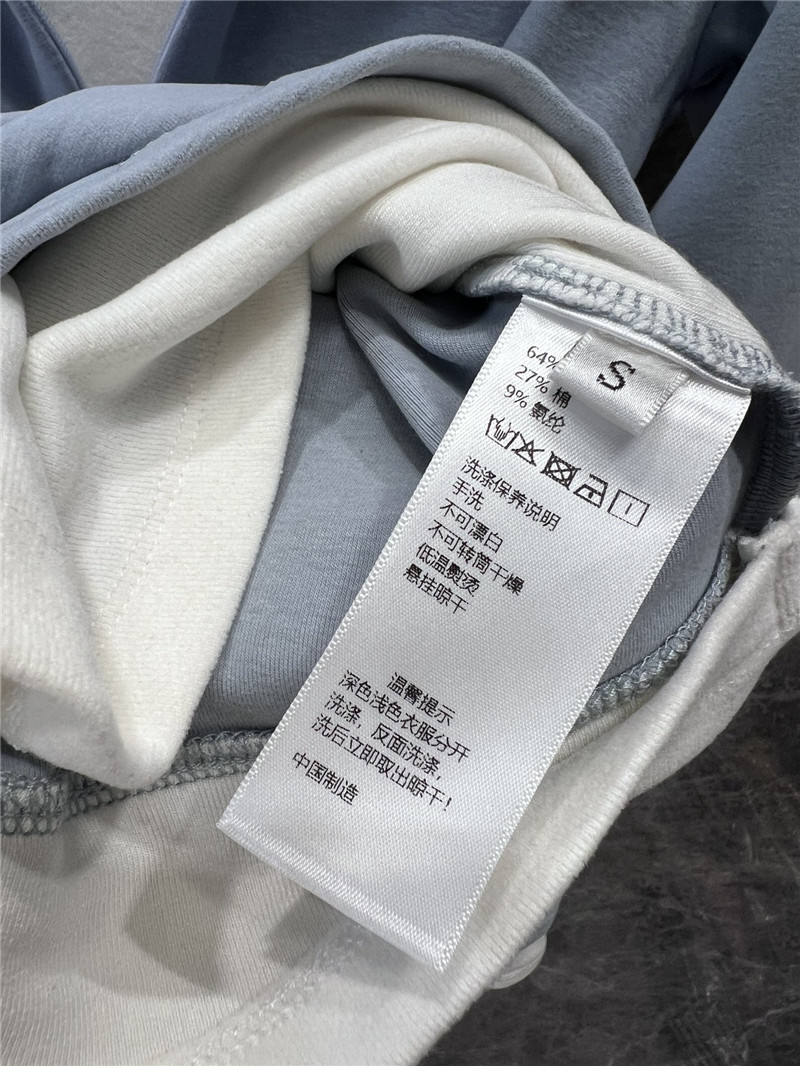 S
64%
27% 棉
9% 氨纶
洗涤保养说明
手洗
不可漂白
不可转筒干燥
低温熨烫
悬挂晾干
温馨提示
深色浅色衣服分开
洗涤，反面洗涤，
洗后立即取出晾干！
中国制造